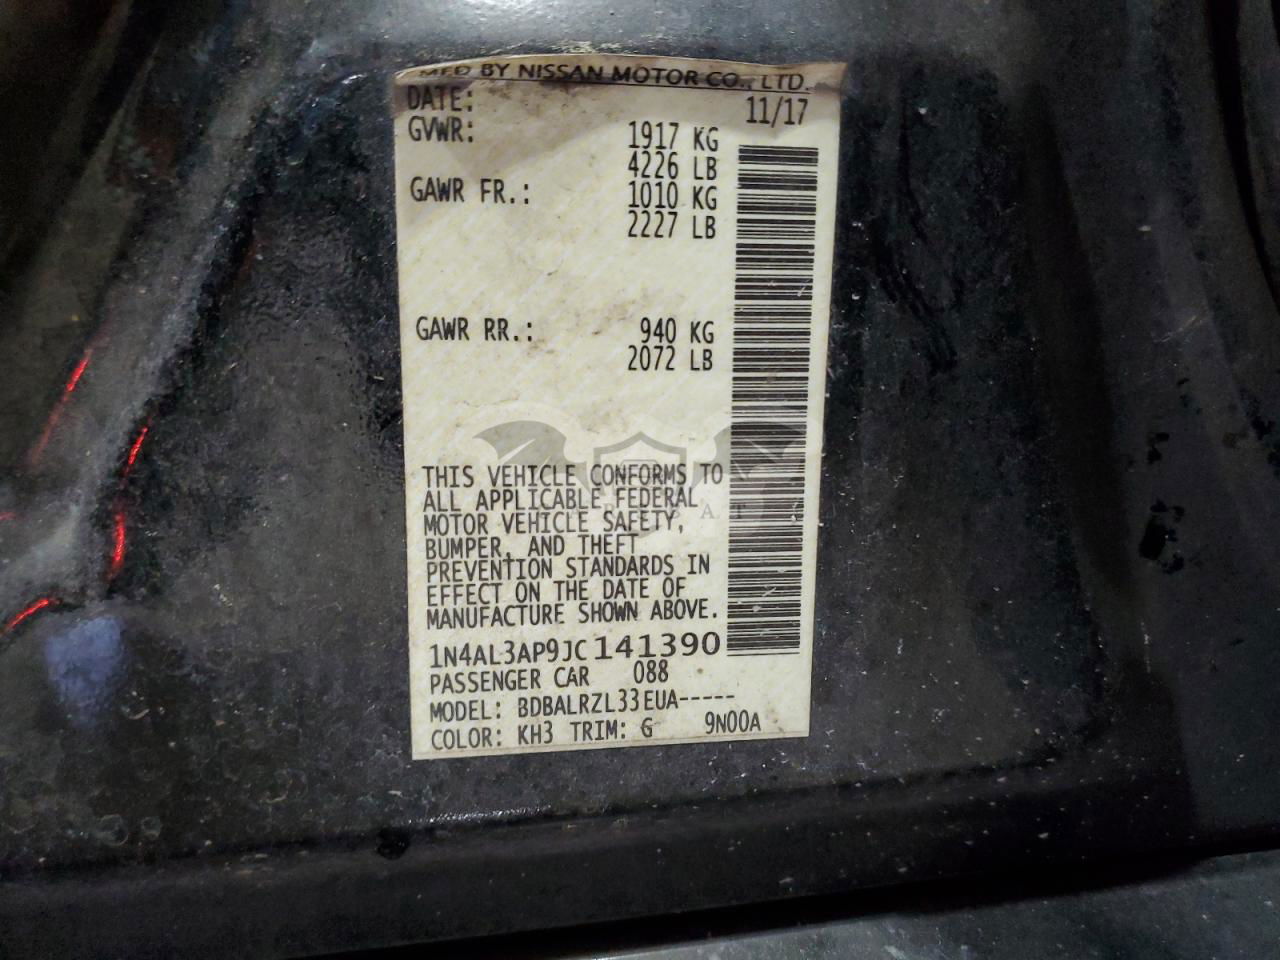 MFD BY NISSAN MOTOR CO., LTD.
DATE: 11/17
GVWR: 1917 KG
4226 LB
GAWR FR.: 1010 KG
2227 LB
GAWR RR.: 940 KG
2072 LB
THIS VEHICLE CONFORMS TO
ALL APPLICABLE FEDERAL
MOTOR VEHICLE SAFETY,
BUMPER, AND THEFT
PREVENTION STANDARDS IN
EFFECT ON THE DATE OF
MANUFACTURE SHOWN ABOVE.
1N4AL3AP9JC141390
PASSENGER CAR 088
MODEL: BDBALRZL33EUA-----
COLOR: KH3 TRIM: G 9N00A